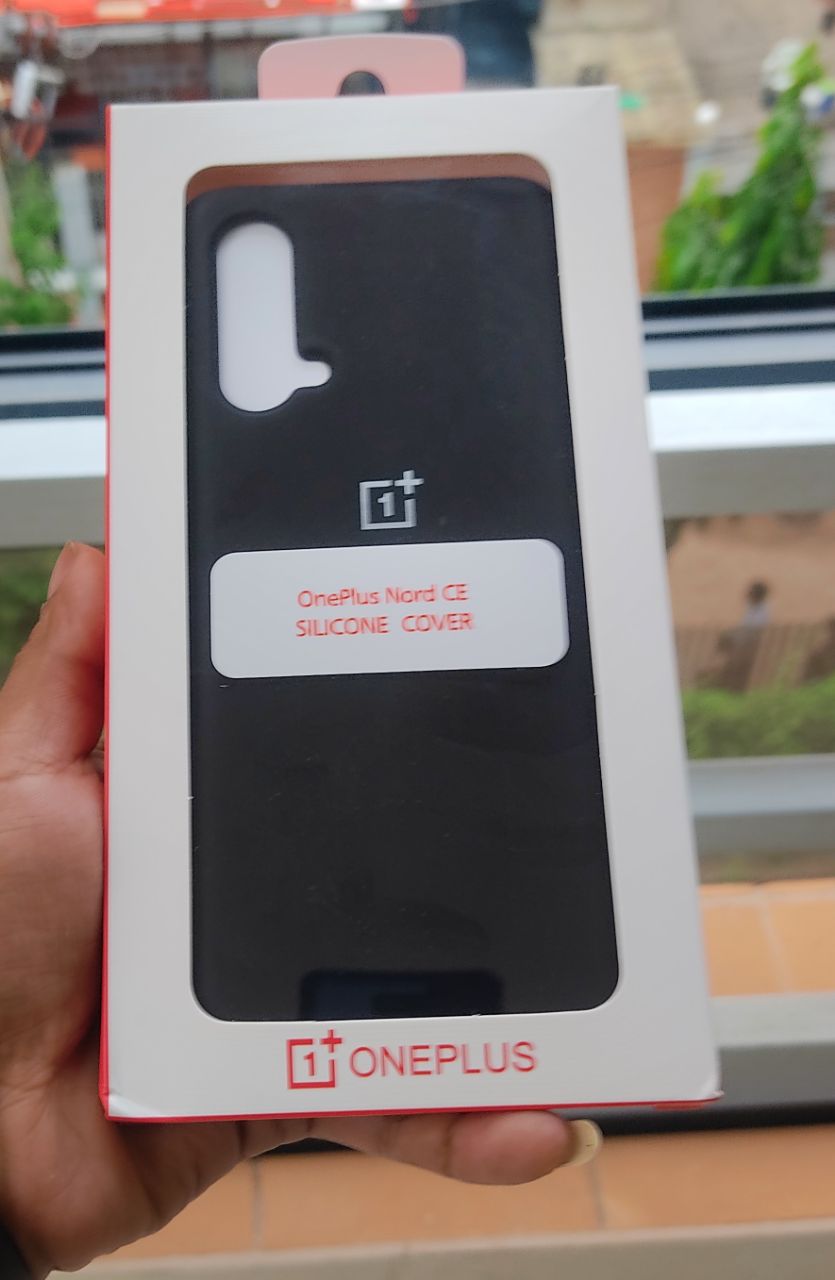 1+
OnePlus Nord CE
SILICONE COVER
1+ ONEPLUS